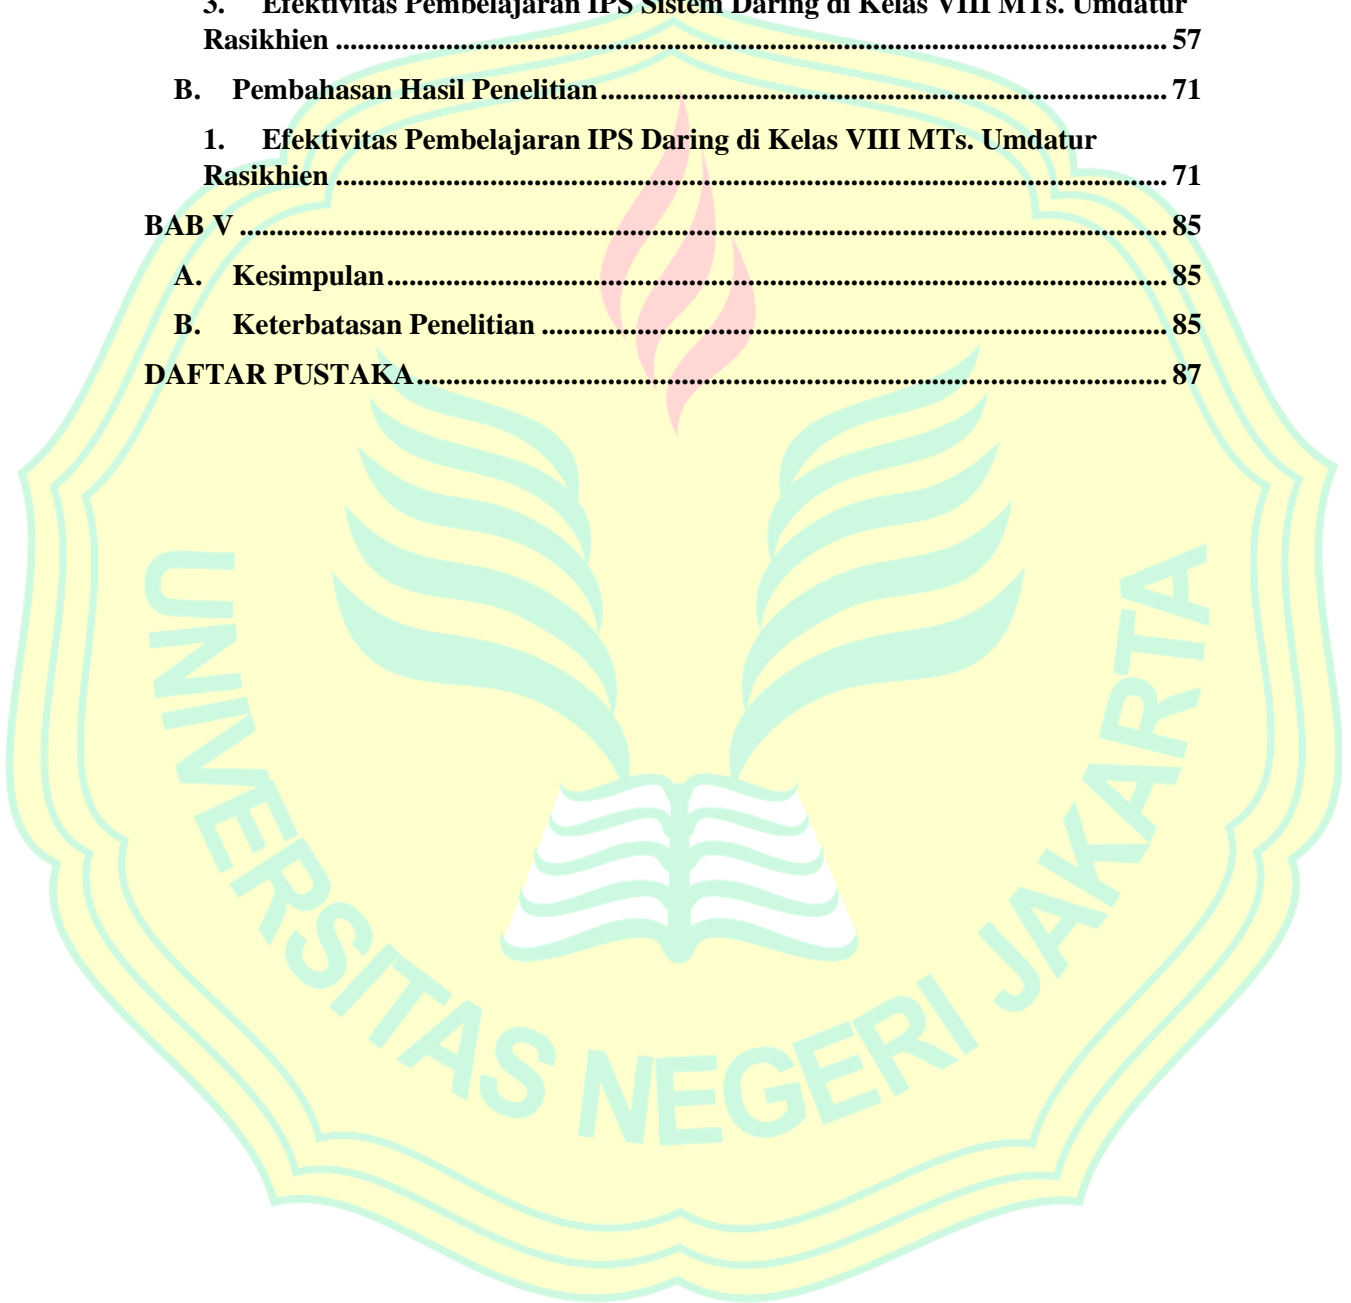 3. Efektivitas Pembelajaran IPS Sistem Daring di Kelas VIII MTs. Umdatur
Rasikhien ........................................................................................................ 57
B. Pembahasan Hasil Penelitian ........................................................................ 71
1. Efektivitas Pembelajaran IPS Daring di Kelas VIII MTs. Umdatur
Rasikhien ........................................................................................................ 71
BAB V .................................................................................................................... 85
A. Kesimpulan .................................................................................................. 85
B. Keterbatasan Penelitian ............................................................................... 85
DAFTAR PUSTAKA .............................................................................................. 87
UNIVERSITAS NEGERI JAKARTA